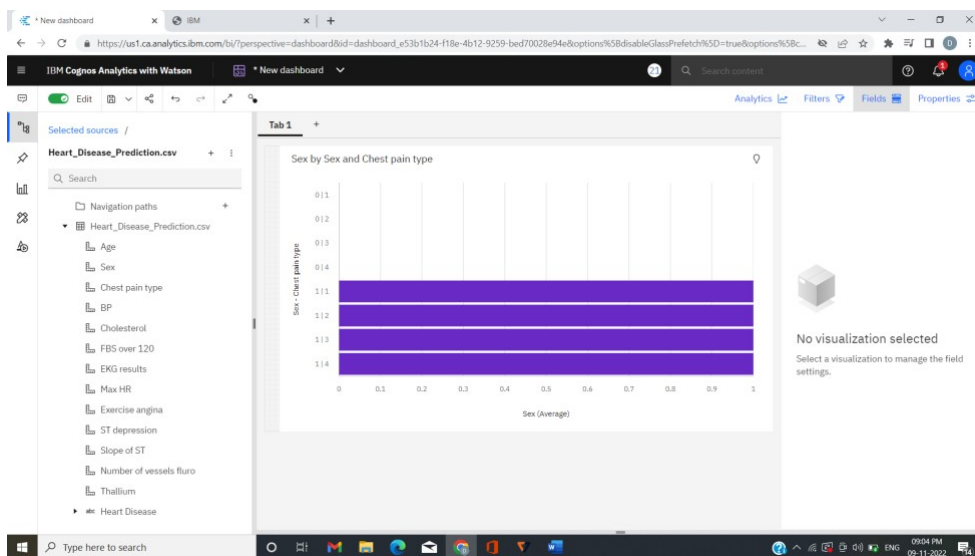 * New dashboard
IBM
https://us1.ca.analytics.ibm.com/bi/?perspective=dashboard&id=dashboard_e53b1b24-f18e-4b12-9259-bed70028e94e&options%5BdisableGlassPrefetch%5D=true&options%5Bc...
IBM Cognos Analytics with Watson
* New dashboard
21
Search content
Edit
Analytics
Filters
Fields
Properties
Selected sources /
Heart_Disease_Prediction.csv
Search
Navigation paths
Heart_Disease_Prediction.csv
Age
Sex
Chest pain type
BP
Cholesterol
FBS over 120
EKG results
Max HR
Exercise angina
ST depression
Slope of ST
Number of vessels fluro
Thallium
abc Heart Disease
Tab 1
Sex by Sex and Chest pain type
Sex - Chest pain type
0|1
0|2
0|3
0|4
1|1
1|2
1|3
1|4
0 0.1 0.2 0.3 0.4 0.5 0.6 0.7 0.8 0.9 1
Sex (Average)
No visualization selected
Select a visualization to manage the field
settings.
Type here to search
ENG
09:04 PM
09-11-2022